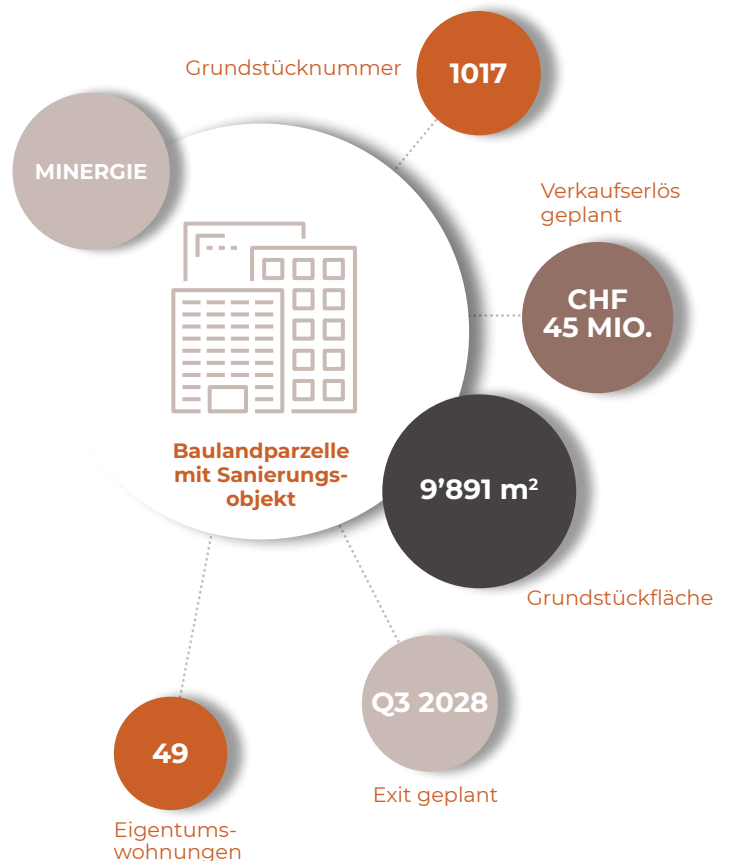 Grundstücknummer
1017
MINERGIE
Verkaufserlös
geplant
CHF
45 MIO.
Baulandparzelle
mit Sanierungs-
objekt
9’891 m²
Grundstückfläche
Q3 2028
Exit geplant
49
Eigentums-
wohnungen